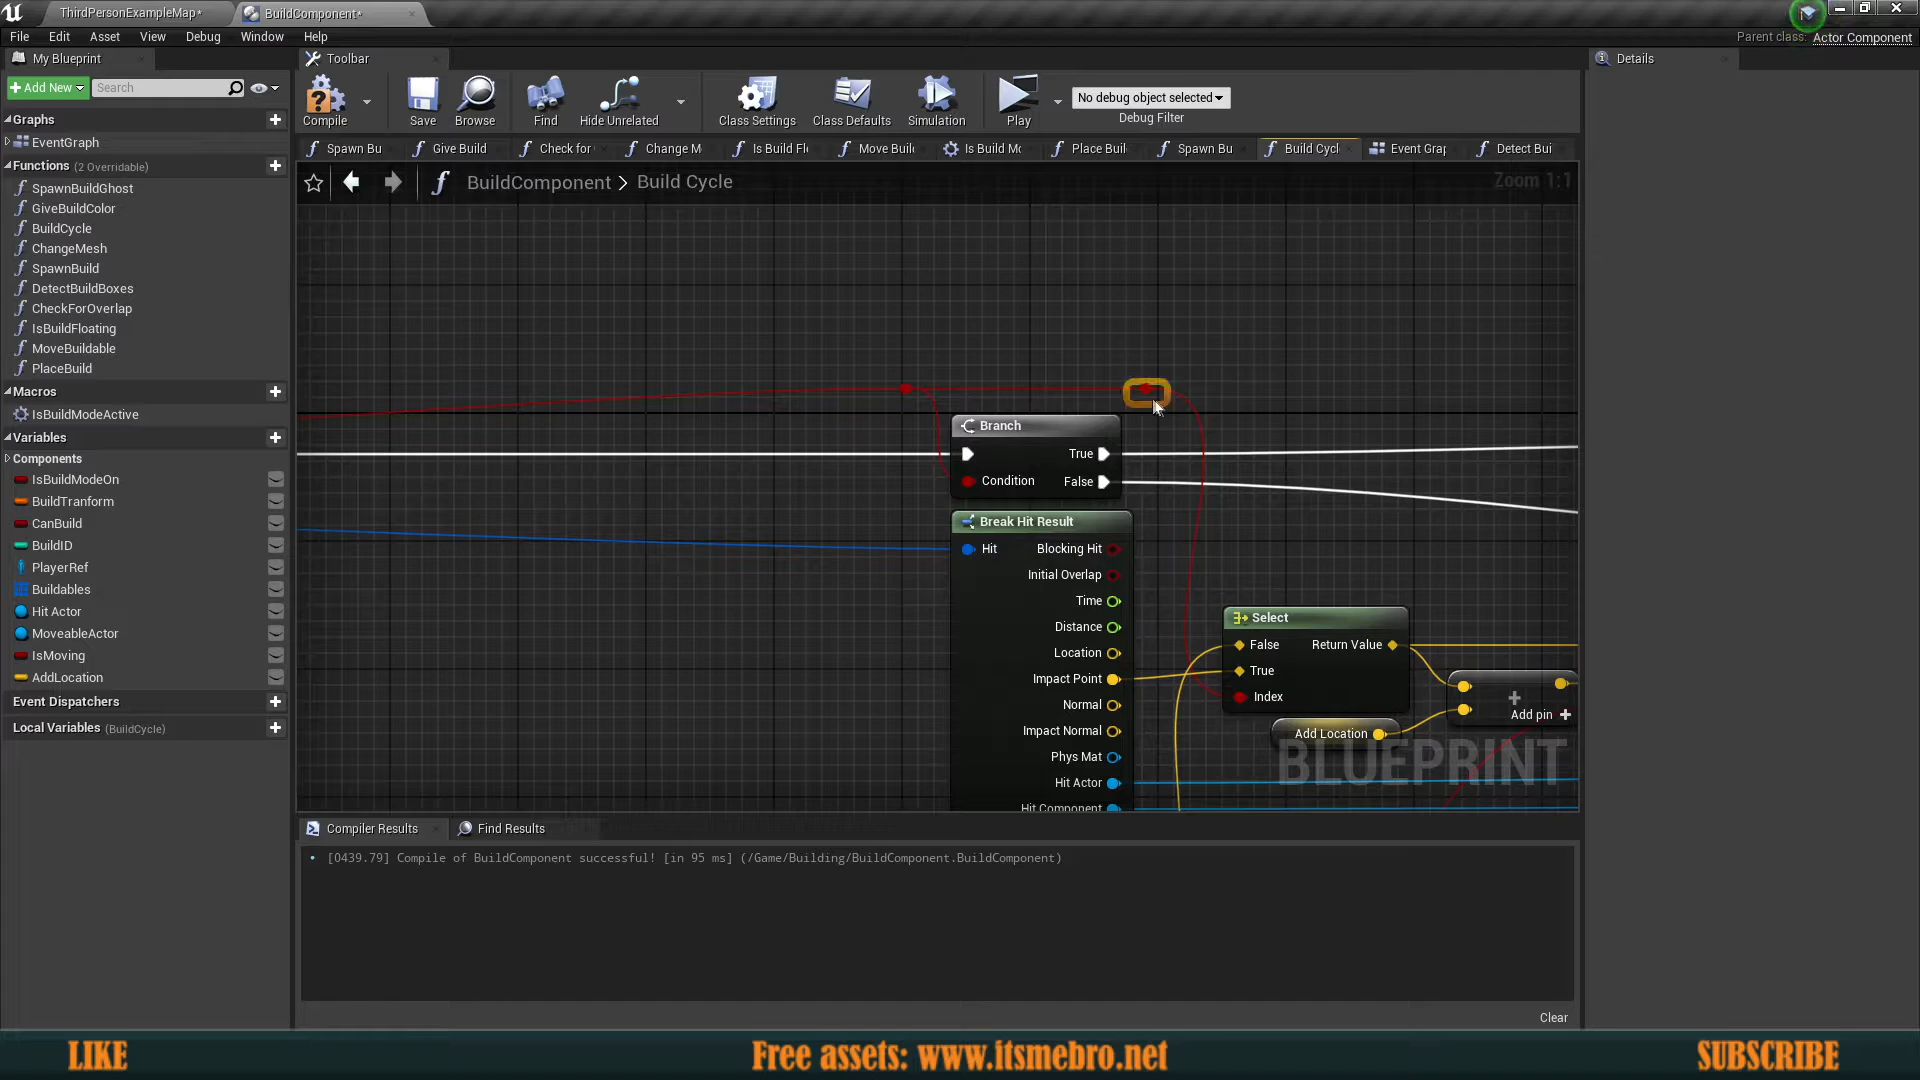 ThirdPersonExampleMap*
BuildComponent*
File Edit Asset View Debug Window Help
Parent class: Actor Component
My Blueprint
Toolbar
Details
Add New
Search
Compile
Save
Browse
Find
Hide Unrelated
Class Settings
Class Defaults
Simulation
Play
No debug object selected
Debug Filter
Graphs
EventGraph
Functions (2 Overridable)
SpawnBuildGhost
GiveBuildColor
BuildCycle
ChangeMesh
SpawnBuild
DetectBuildBoxes
CheckForOverlap
IsBuildFloating
MoveBuildable
PlaceBuild
Macros
IsBuildModeActive
Variables
Components
IsBuildModeOn
BuildTranform
CanBuild
BuildID
PlayerRef
Buildables
Hit Actor
MoveableActor
IsMoving
AddLocation
Event Dispatchers
Local Variables (BuildCycle)
Spawn Bu
Give Build
Check for
Change M
Is Build Fl
Move Buil
Is Build Mo
Place Buil
Spawn Bu
Build Cycl
Event Grap
Detect Bui
BuildComponent > Build Cycle
Zoom 1:1
Branch
True
Condition
False
Break Hit Result
Hit
Blocking Hit
Initial Overlap
Time
Distance
Location
Impact Point
Normal
Impact Normal
Phys Mat
Hit Actor
Hit Component
Select
False
Return Value
True
Index
Add Location
Add pin
BLUEPRINT
Compiler Results
Find Results
[0439.79] Compile of BuildComponent successful! [in 95 ms] (/Game/Building/BuildComponent.BuildComponent)
Clear
LIKE
Free assets: www.itsmebro.net
SUBSCRIBE